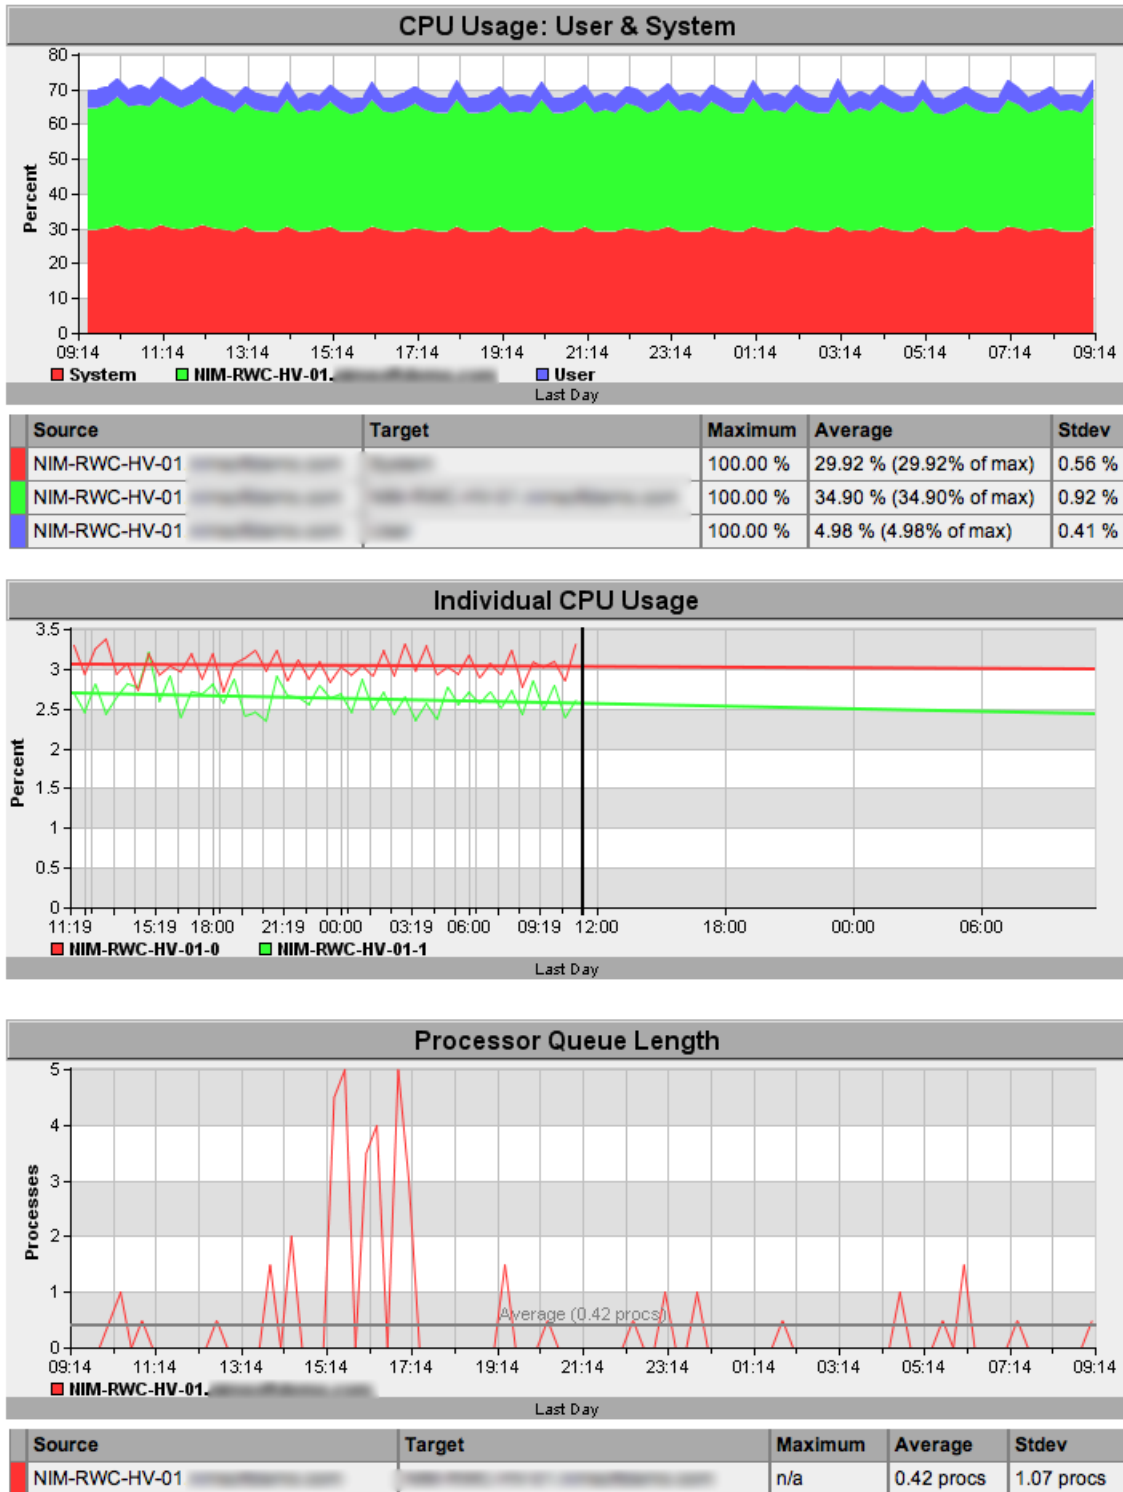 CPU Usage: User & System
80
70
60
50
40
30
20
10
0
Percent
09:14 11:14 13:14 15:14 17:14 19:14 21:14 23:14 01:14 03:14 05:14 07:14 09:14
System NIM-RWC-HV-01. User
Last Day
Source Target Maximum Average Stdev
NIM-RWC-HV-01 100.00 % 29.92 % (29.92% of max) 0.56 %
NIM-RWC-HV-01 100.00 % 34.90 % (34.90% of max) 0.92 %
NIM-RWC-HV-01 100.00 % 4.98 % (4.98% of max) 0.41 %
Individual CPU Usage
3.5
3
2.5
2
1.5
1
0.5
0
Percent
11:19 15:19 18:00 21:19 00:00 03:19 06:00 09:19 12:00 18:00 00:00 06:00
NIM-RWC-HV-01-0 NIM-RWC-HV-01-1
Last Day
Processor Queue Length
5
4
3
2
1
0
Processes
Average (0.42 procs)
09:14 11:14 13:14 15:14 17:14 19:14 21:14 23:14 01:14 03:14 05:14 07:14 09:14
NIM-RWC-HV-01.
Last Day
Source Target Maximum Average Stdev
NIM-RWC-HV-01 n/a 0.42 procs 1.07 procs